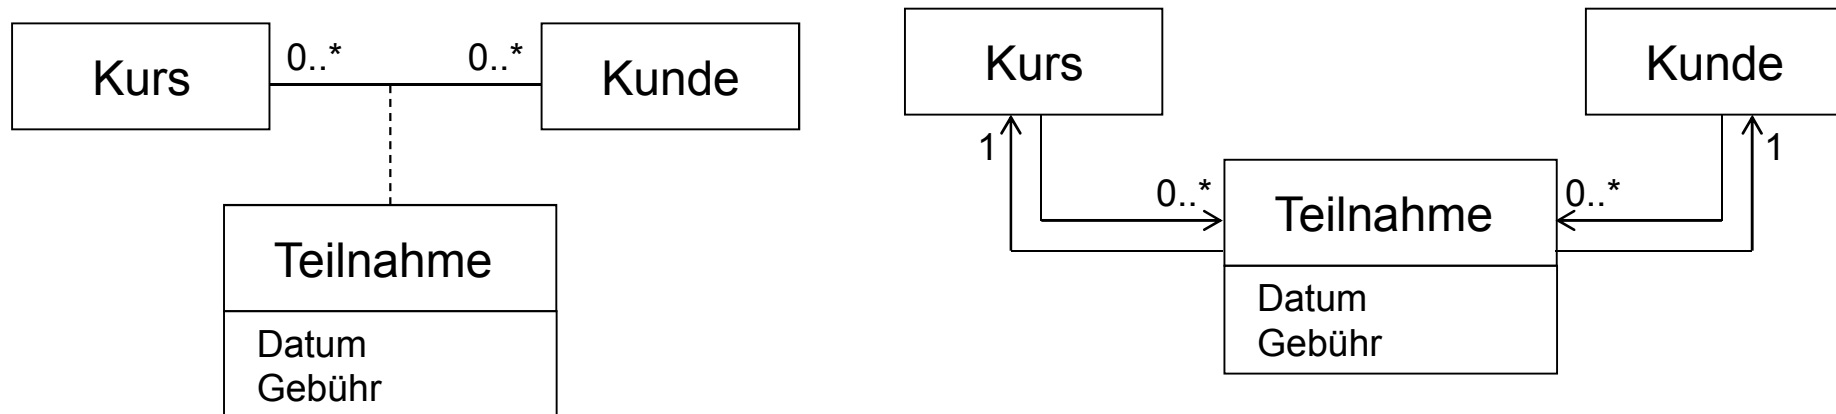 Kurs
0..*
0..*
Kunde
Teilnahme
Datum
Gebühr
Kurs
Kunde
1
1
0..*
0..*
Teilnahme
Datum
Gebühr